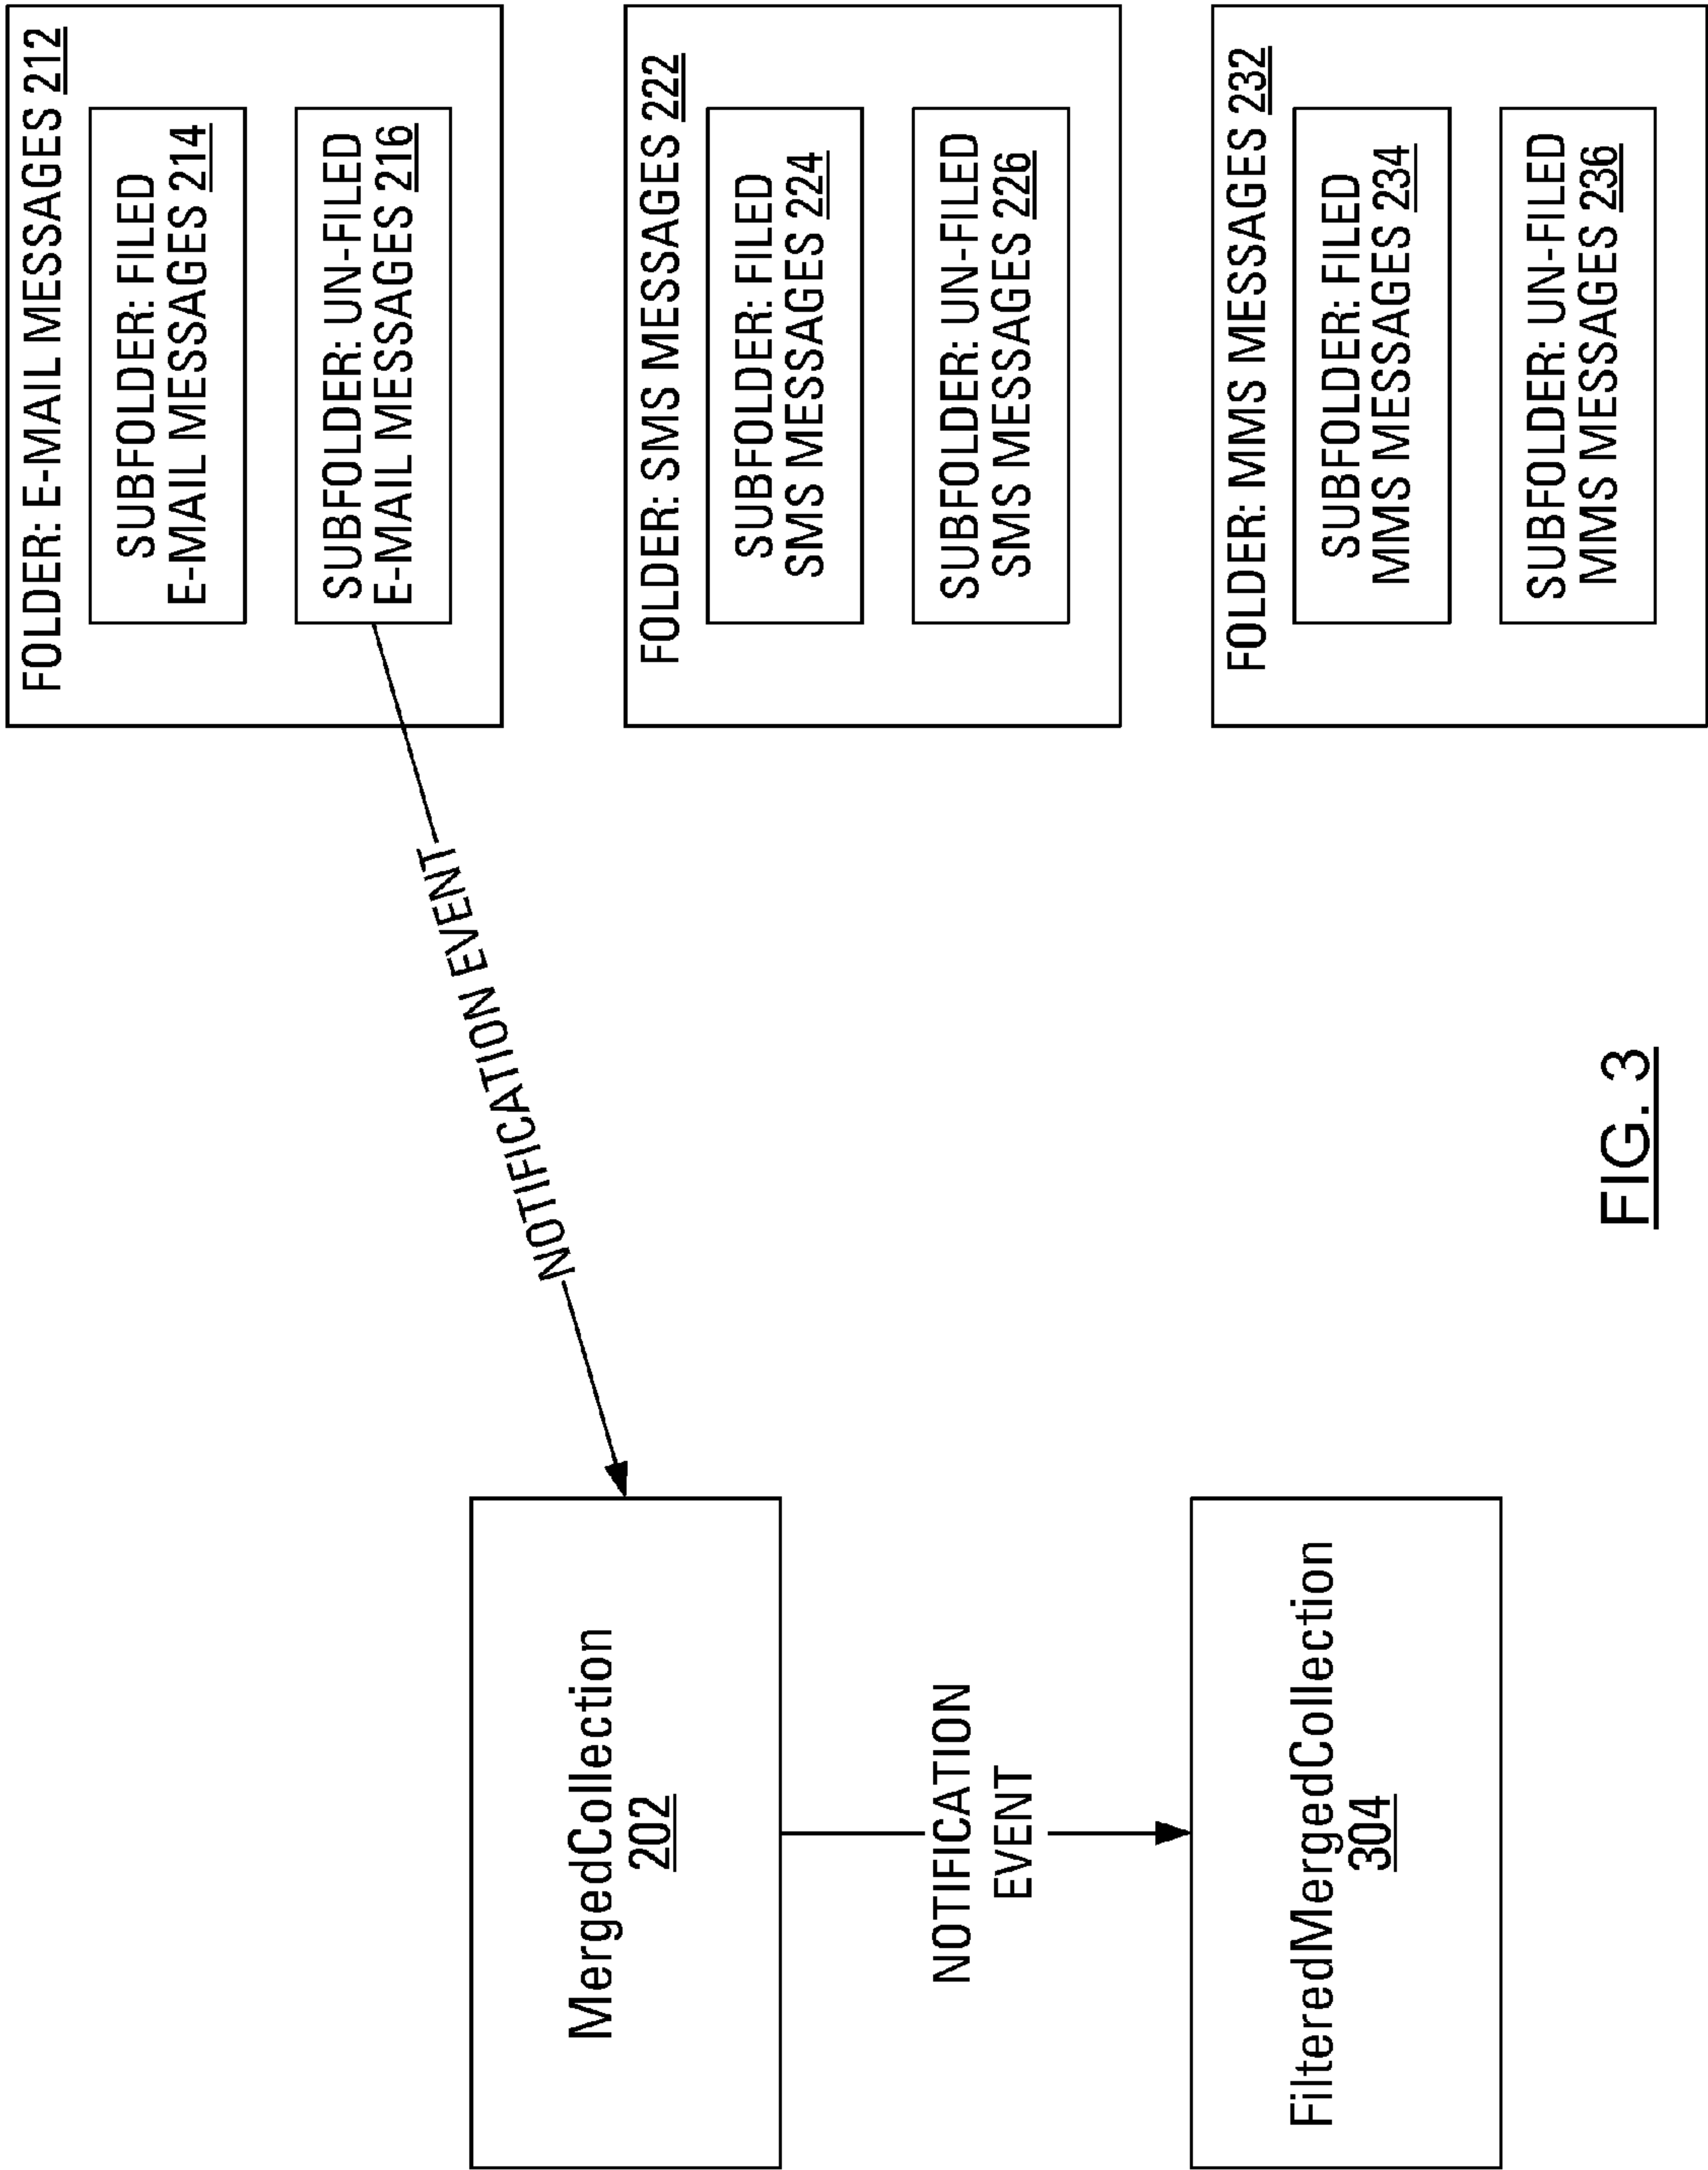 FOLDER: E-MAIL MESSAGES 212
SUBFOLDER: FILED
E-MAIL MESSAGES 214
SUBFOLDER: UN-FILED
E-MAIL MESSAGES 216
FOLDER: SMS MESSAGES 222
SUBFOLDER: FILED
SMS MESSAGES 224
SUBFOLDER: UN-FILED
SMS MESSAGES 226
FOLDER: MMS MESSAGES 232
SUBFOLDER: FILED
MMS MESSAGES 234
SUBFOLDER: UN-FILED
MMS MESSAGES 236
NOTIFICATION EVENT
MergedCollection
202
NOTIFICATION
EVENT
FilteredMergedCollection
304
FIG. 3